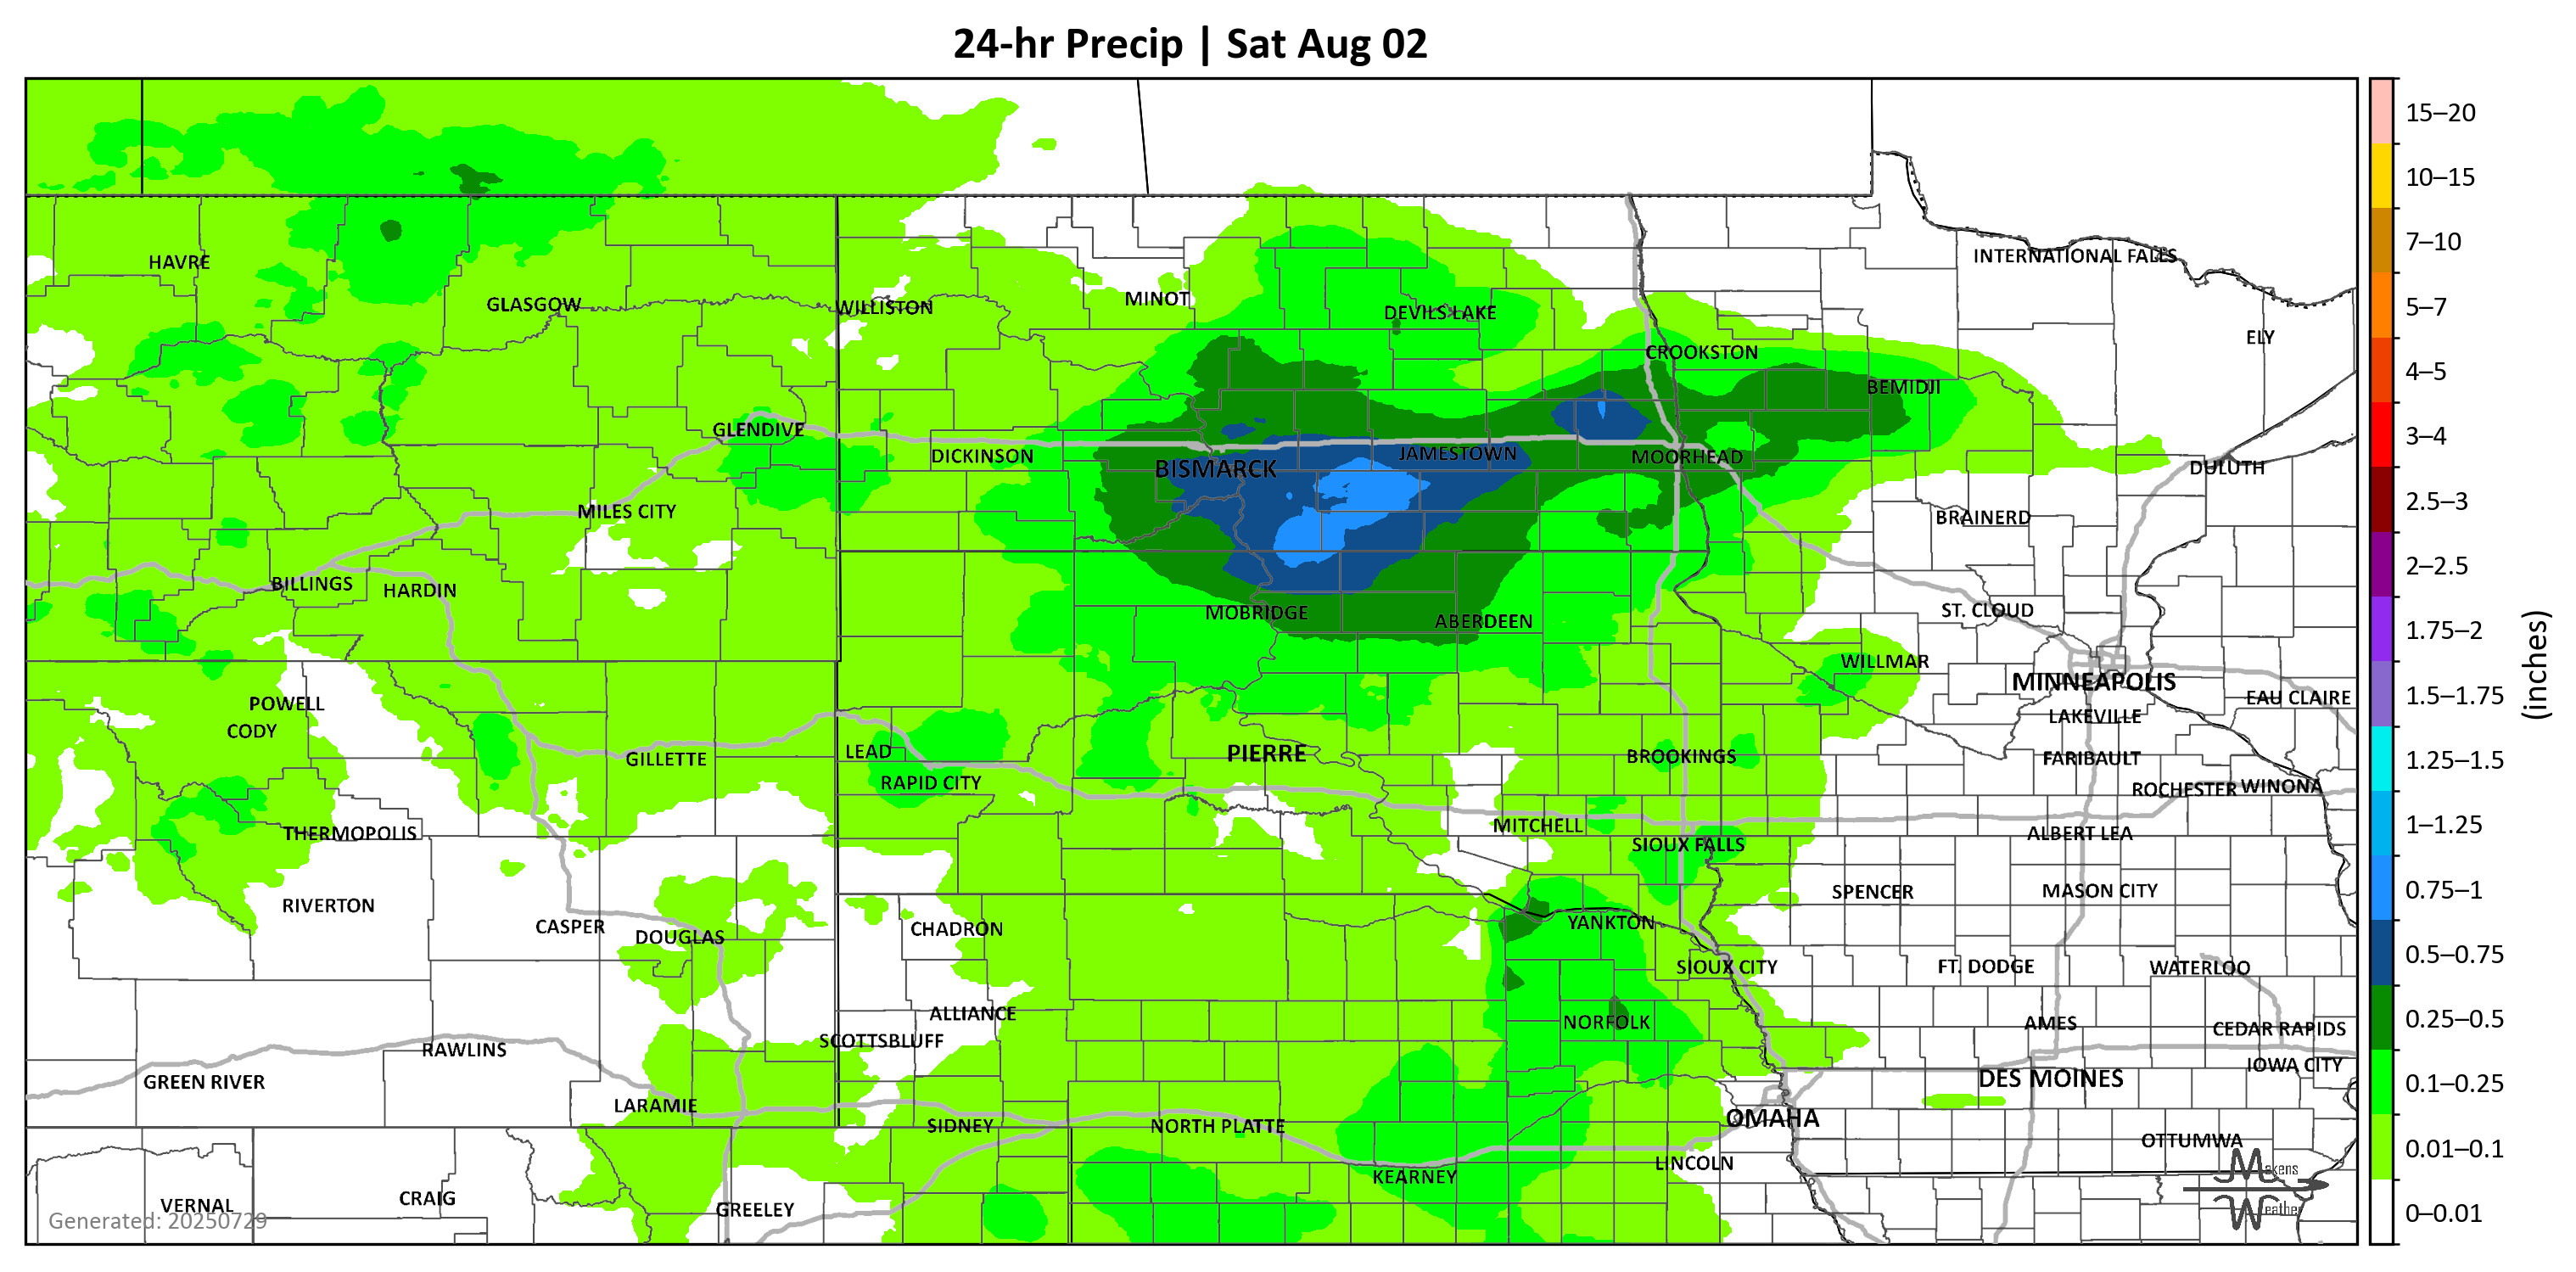 24-hr Precip | Sat Aug 02
15–20
10–15
7–10
5–7
4–5
3–4
2.5–3
2–2.5
1.75–2
1.5–1.75
1.25–1.5
1–1.25
0.75–1
0.5–0.75
0.25–0.5
0.1–0.25
0.01–0.1
0–0.01
(inches)
INTERNATIONAL FALLS
HAVRE
MINOT
GLASGOW
WILLISTON
DEVILS LAKE
ELY
CROOKSTON
BEMIDJI
GLENDIVE
DICKINSON
JAMESTOWN
MOORHEAD
BISMARCK
DULUTH
MILES CITY
BRAINERD
BILLINGS
HARDIN
MOBRIDGE
ABERDEEN
ST. CLOUD
WILLMAR
MINNEAPOLIS
EAU CLAIRE
POWELL
LAKEVILLE
CODY
GILLETTE
LEAD
PIERRE
BROOKINGS
FARIBAULT
RAPID CITY
ROCHESTER
WINONA
THERMOPOLIS
MITCHELL
ALBERT LEA
SIOUX FALLS
RIVERTON
SPENCER
MASON CITY
CASPER
DOUGLAS
CHADRON
YANKTON
SIOUX CITY
FT. DODGE
WATERLOO
ALLIANCE
NORFOLK
AMES
CEDAR RAPIDS
SCOTTSBLUFF
RAWLINS
IOWA CITY
GREEN RIVER
DES MOINES
LARAMIE
SIDNEY
NORTH PLATTE
OMAHA
OTTUMWA
KEARNEY
LINCOLN
VERNAL
CRAIG
GREELEY
Generated: 20250729
Makens
Weather